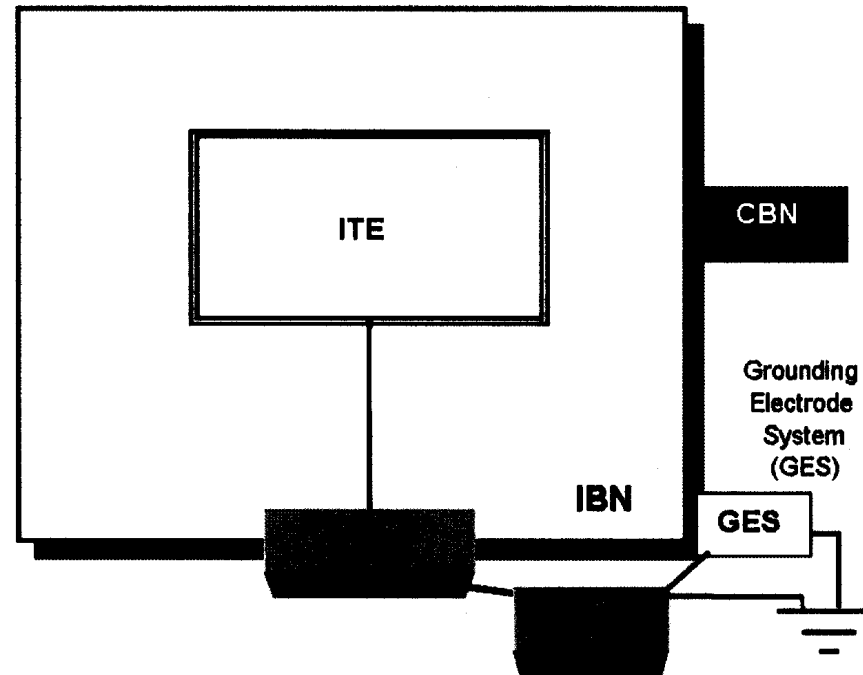 ITE
CBN
Grounding
Electrode
System
(GES)
IBN
GES